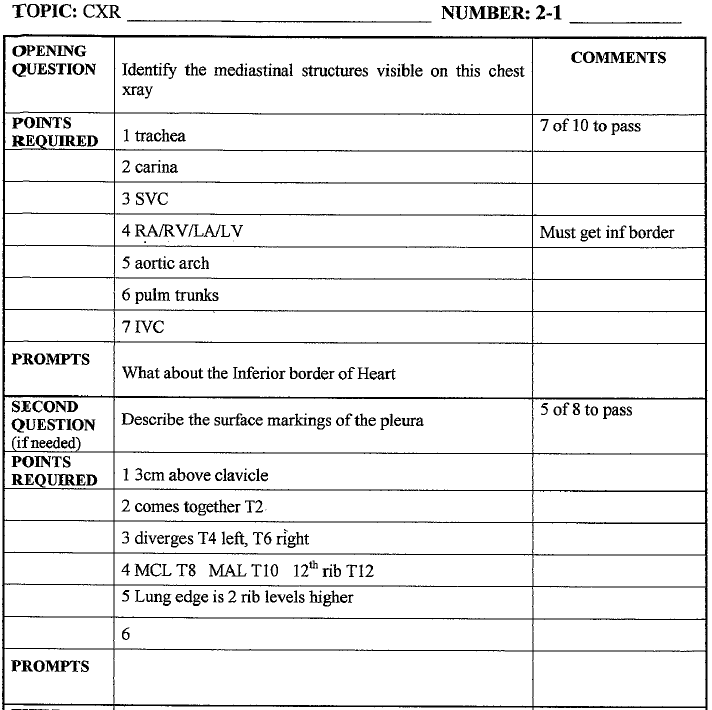 TOPIC: CXR NUMBER: 2-1
OPENING QUESTION
Identify the mediastinal structures visible on this chest xray
COMMENTS
POINTS REQUIRED
1 trachea
7 of 10 to pass
2 carina
3 SVC
4 RA/RV/LA/LV
Must get inf border
5 aortic arch
6 pulm trunks
7 IVC
PROMPTS
What about the Inferior border of Heart
SECOND QUESTION (if needed)
Describe the surface markings of the pleura
5 of 8 to pass
POINTS REQUIRED
1 3cm above clavicle
2 comes together T2
3 diverges T4 left, T6 right
4 MCL T8 MAL T10 12th rib T12
5 Lung edge is 2 rib levels higher
6
PROMPTS